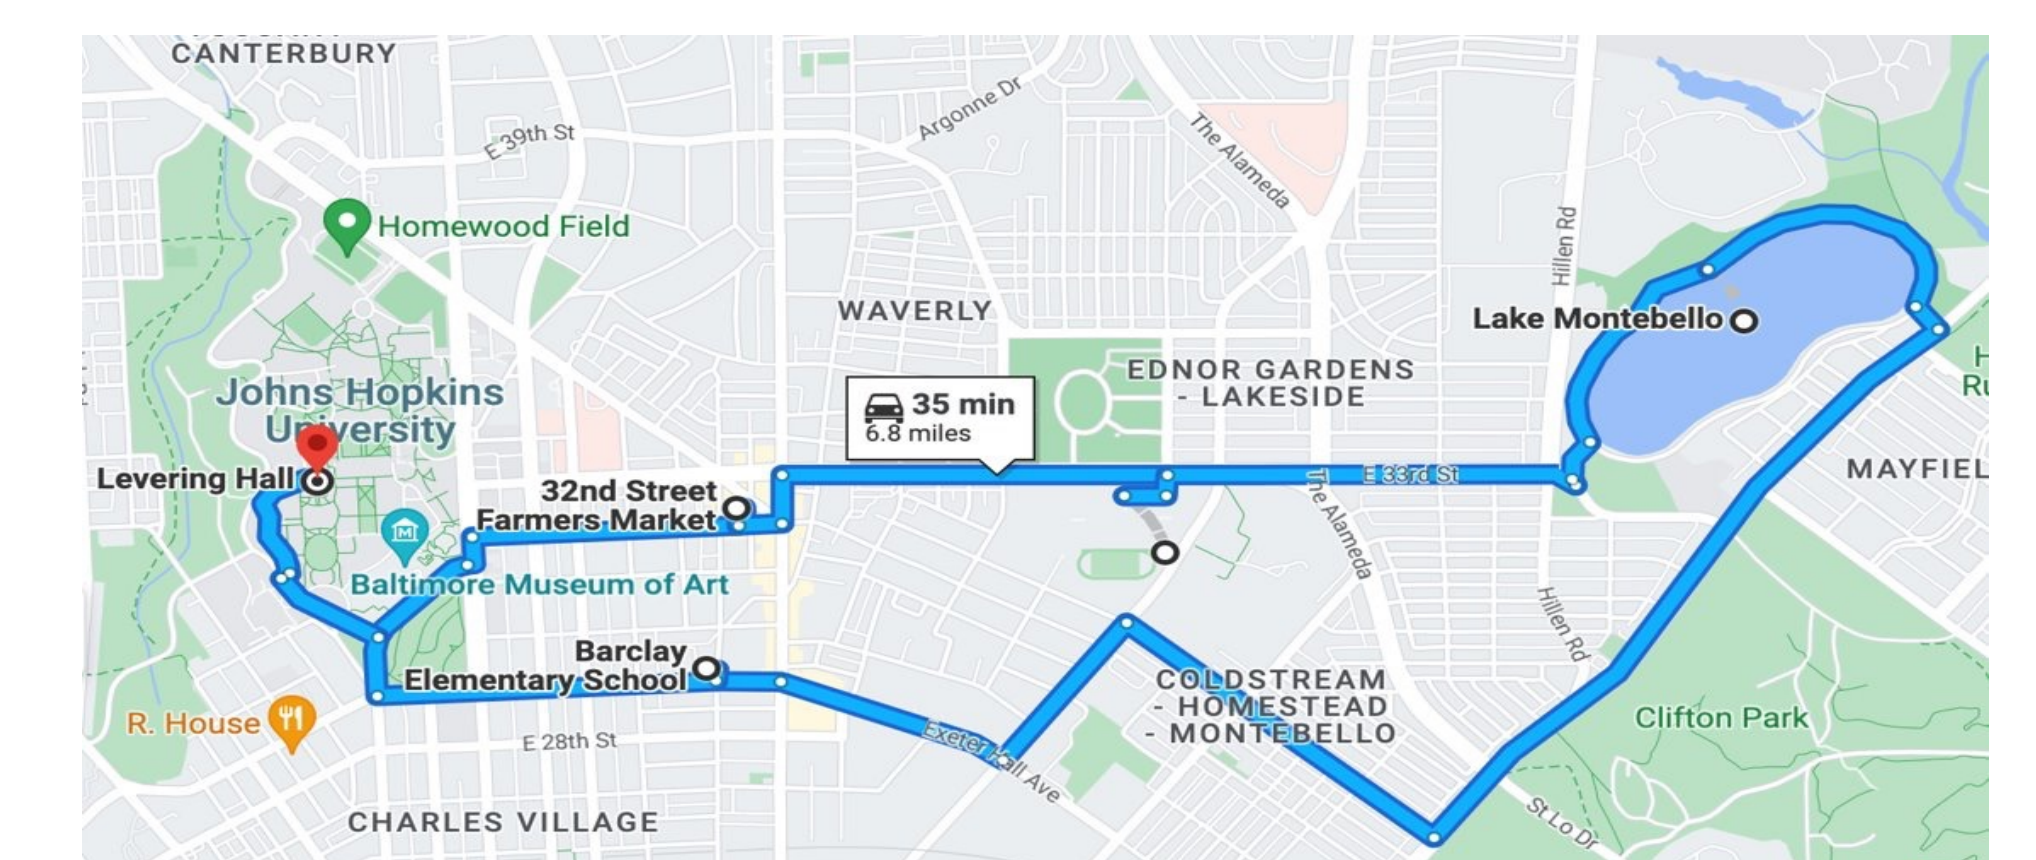 CANTERBURY
E 39th St
Argonne Dr
The Alameda
Homewood Field
Hillen Rd
WAVERLY
Lake Montebello
EDNOR GARDENS
- LAKESIDE
Johns Hopkins
University
35 min
6.8 miles
Levering Hall
32nd Street
Farmers Market
E 33rd St
MAYFIEL
The Alameda
Baltimore Museum of Art
Hillen Rd
Barclay
Elementary School
COLDSTREAM
- HOMESTEAD
- MONTEBELLO
R. House
E 28th St
Exeter Hall Ave
Clifton Park
CHARLES VILLAGE
St Lo Dr